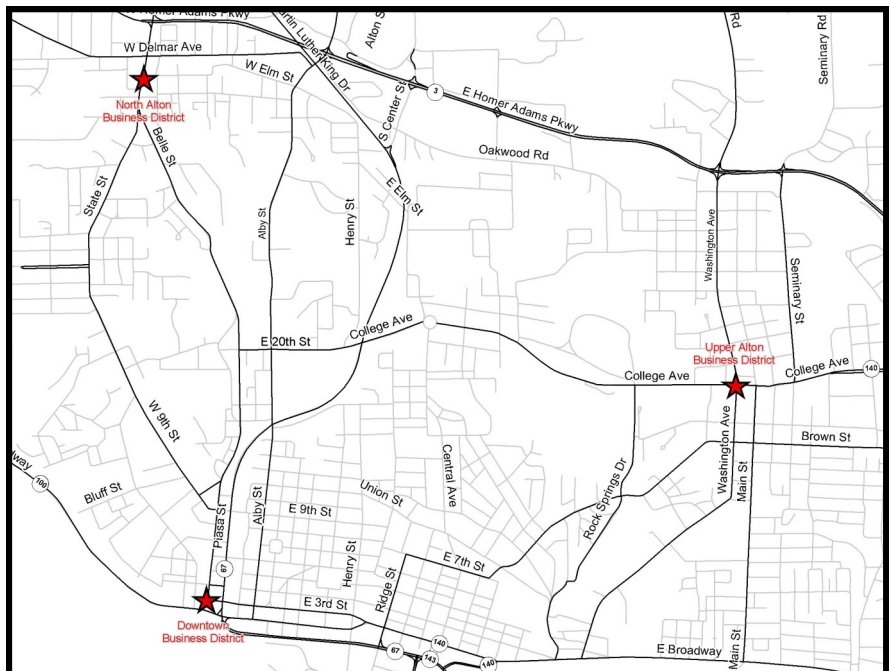 Homer Adams Pkwy
W Delmar Ave
Martin Luther King Dr
Alton S
Rd
Seminary Rd
W Elm St
S Center St
3
E Homer Adams Pkwy
North Alton
Business District
Belle St
Oakwood Rd
State St
E Elm St
Alby St
Henry St
Washington Ave
Seminary St
College Ave
E 20th St
Upper Alton
Business District
College Ave
College Ave
140
W 9th St
Washington Ave
Main St
Brown St
way
100
Bluff St
Piasa St
Alby St
Union St
Central Ave
Rock Springs Dr
E 9th St
Henry St
Ridge St
E 7th St
67
E 3rd St
Downtown
Business District
140
67
143
140
E Broadway
Main St